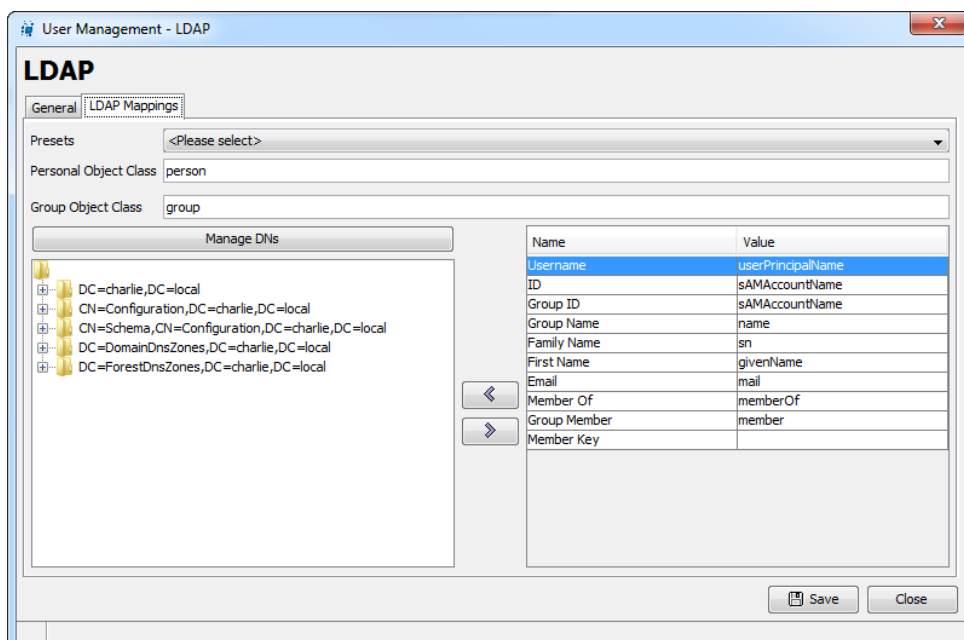 User Management - LDAP
LDAP
General LDAP Mappings
Presets <Please select>
Personal Object Class person
Group Object Class group
Manage DNs
DC=charlie,DC=local
CN=Configuration,DC=charlie,DC=local
CN=Schema,CN=Configuration,DC=charlie,DC=local
DC=DomainDnsZones,DC=charlie,DC=local
DC=ForestDnsZones,DC=charlie,DC=local
Name Value
Username userPrincipalName
ID sAMAccountName
Group ID sAMAccountName
Group Name name
Family Name sn
First Name givenName
Email mail
Member Of memberOf
Group Member member
Member Key
Save Close